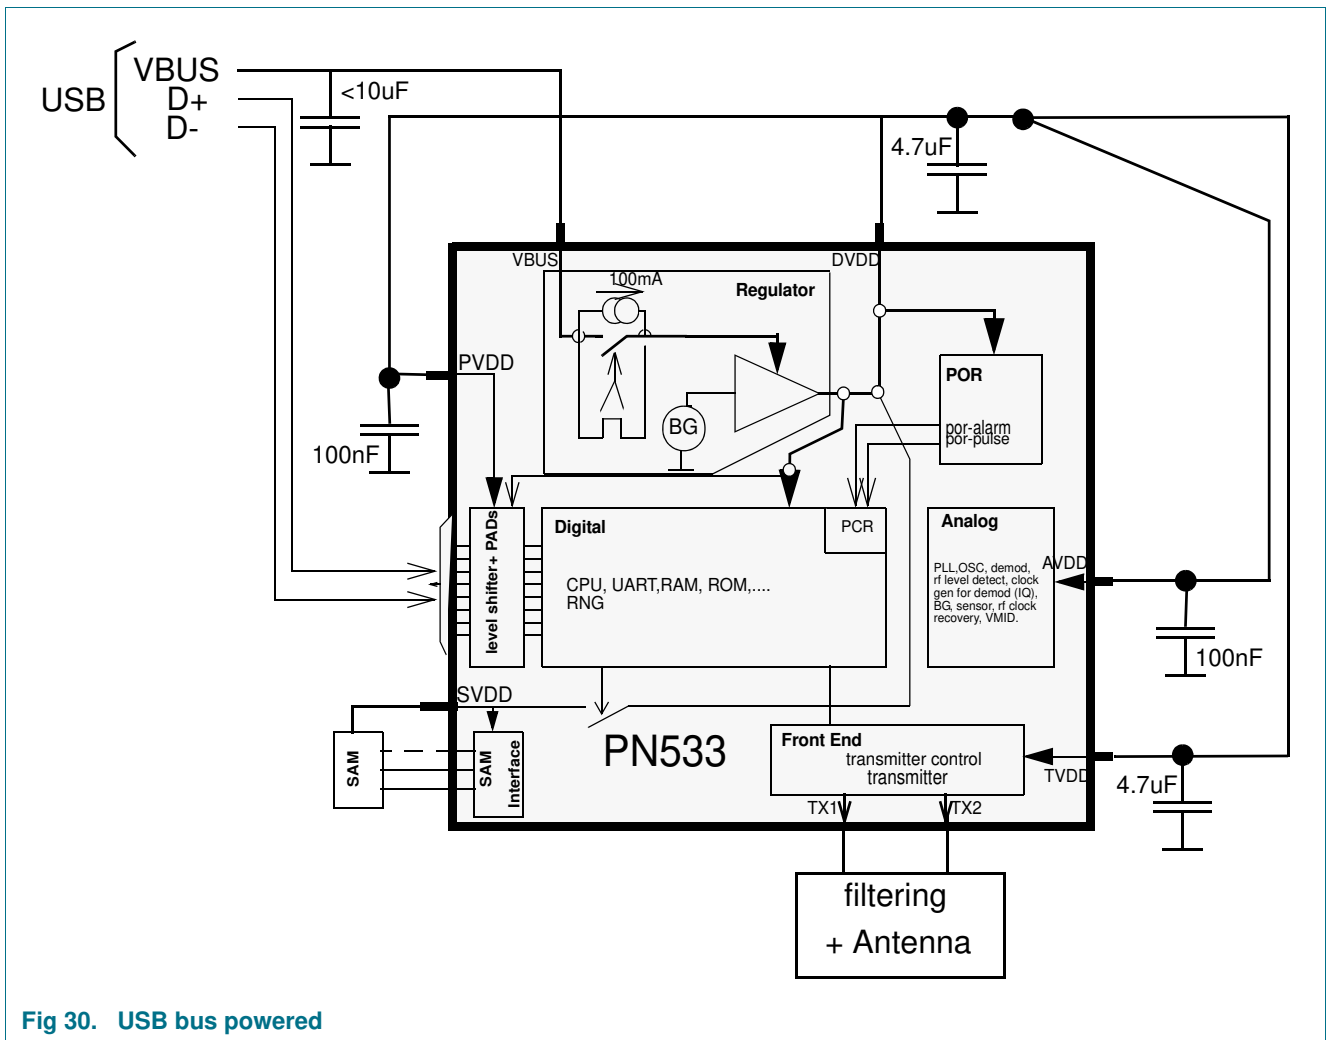 VBUS
USB
D+
D-
<10uF
4.7uF
VBUS
DVDD
100mA
Regulator
PVDD
POR
BG
por-alarm
por-pulse
100nF
level shifter+ PADs
Digital
PCR
Analog
AVDD
PLL,OSC, demod,
rf level detect, clock
gen for demod (IQ),
BG, sensor, rf clock
recovery, VMID.
CPU, UART,RAM, ROM,....
RNG
100nF
SVDD
PN533
Front End
transmitter control
transmitter
TVDD
4.7uF
SAM
SAM
Interface
TX1
TX2
filtering
+ Antenna
Fig 30. USB bus powered